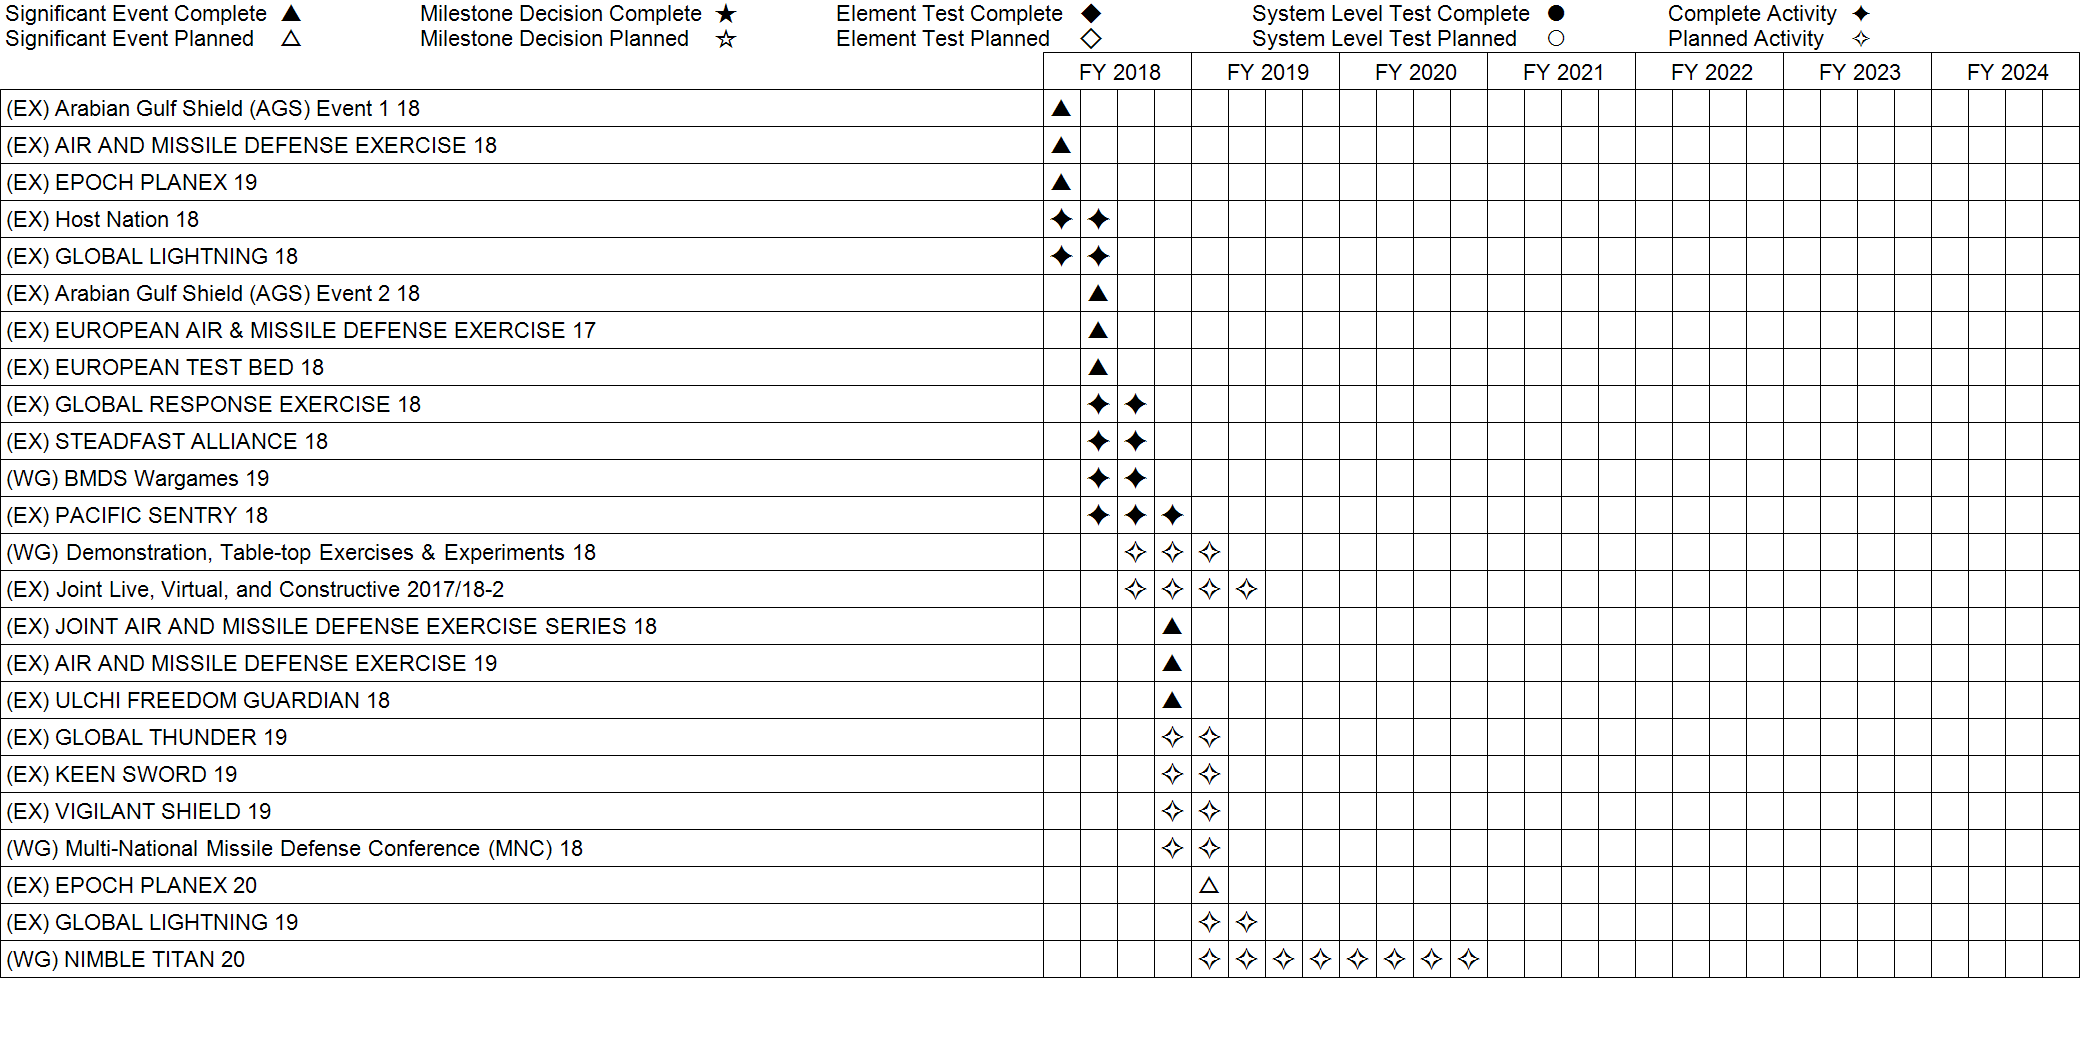 Significant Event Complete ▲ Milestone Decision Complete ★ Element Test Complete ◆ System Level Test Complete ● Complete Activity ✦
Significant Event Planned △ Milestone Decision Planned ☆ Element Test Planned ◇ System Level Test Planned ○ Planned Activity ✧
FY 2018 FY 2019 FY 2020 FY 2021 FY 2022 FY 2023 FY 2024
(EX) Arabian Gulf Shield (AGS) Event 1 18 ▲
(EX) AIR AND MISSILE DEFENSE EXERCISE 18 ▲
(EX) EPOCH PLANEX 19 ▲
(EX) Host Nation 18 ✦ ✦
(EX) GLOBAL LIGHTNING 18 ✦ ✦
(EX) Arabian Gulf Shield (AGS) Event 2 18 ▲
(EX) EUROPEAN AIR & MISSILE DEFENSE EXERCISE 17 ▲
(EX) EUROPEAN TEST BED 18 ▲
(EX) GLOBAL RESPONSE EXERCISE 18 ✦ ✦
(EX) STEADFAST ALLIANCE 18 ✦ ✦
(WG) BMDS Wargames 19 ✦ ✦
(EX) PACIFIC SENTRY 18 ✦ ✦ ✦
(WG) Demonstration, Table-top Exercises & Experiments 18 ✧ ✧ ✧
(EX) Joint Live, Virtual, and Constructive 2017/18-2 ✧ ✧ ✧ ✧
(EX) JOINT AIR AND MISSILE DEFENSE EXERCISE SERIES 18 ▲
(EX) AIR AND MISSILE DEFENSE EXERCISE 19 ▲
(EX) ULCHI FREEDOM GUARDIAN 18 ▲
(EX) GLOBAL THUNDER 19 ✧ ✧
(EX) KEEN SWORD 19 ✧ ✧
(EX) VIGILANT SHIELD 19 ✧ ✧
(WG) Multi-National Missile Defense Conference (MNC) 18 ✧ ✧
(EX) EPOCH PLANEX 20 △
(EX) GLOBAL LIGHTNING 19 ✧ ✧
(WG) NIMBLE TITAN 20 ✧ ✧ ✧ ✧ ✧ ✧ ✧ ✧